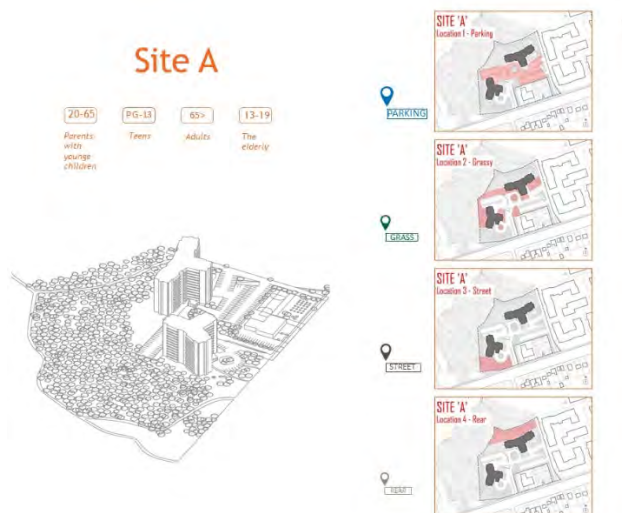 Site A
20-65
PG-13
65>
13-19
Parents
with
younge
children
Teens
Adults
The
elderly
PARKING
GRASS
STREET
REAR
SITE 'A'
Location 1 - Parking
SITE 'A'
Location 2 - Grassy
SITE 'A'
Location 3 - Street
SITE 'A'
Location 4 - Rear